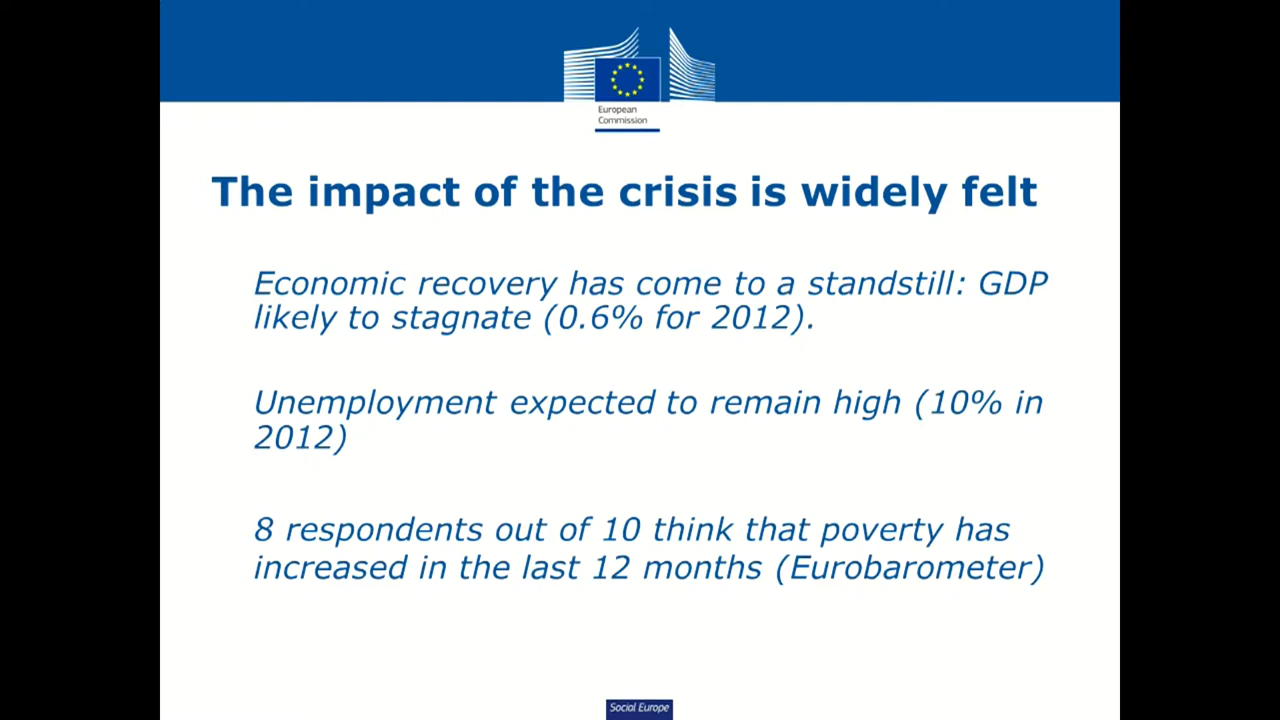 European
Commission
The impact of the crisis is widely felt
Economic recovery has come to a standstill: GDP
likely to stagnate (0.6% for 2012).
Unemployment expected to remain high (10% in
2012)
8 respondents out of 10 think that poverty has
increased in the last 12 months (Eurobarometer)
Social Europe